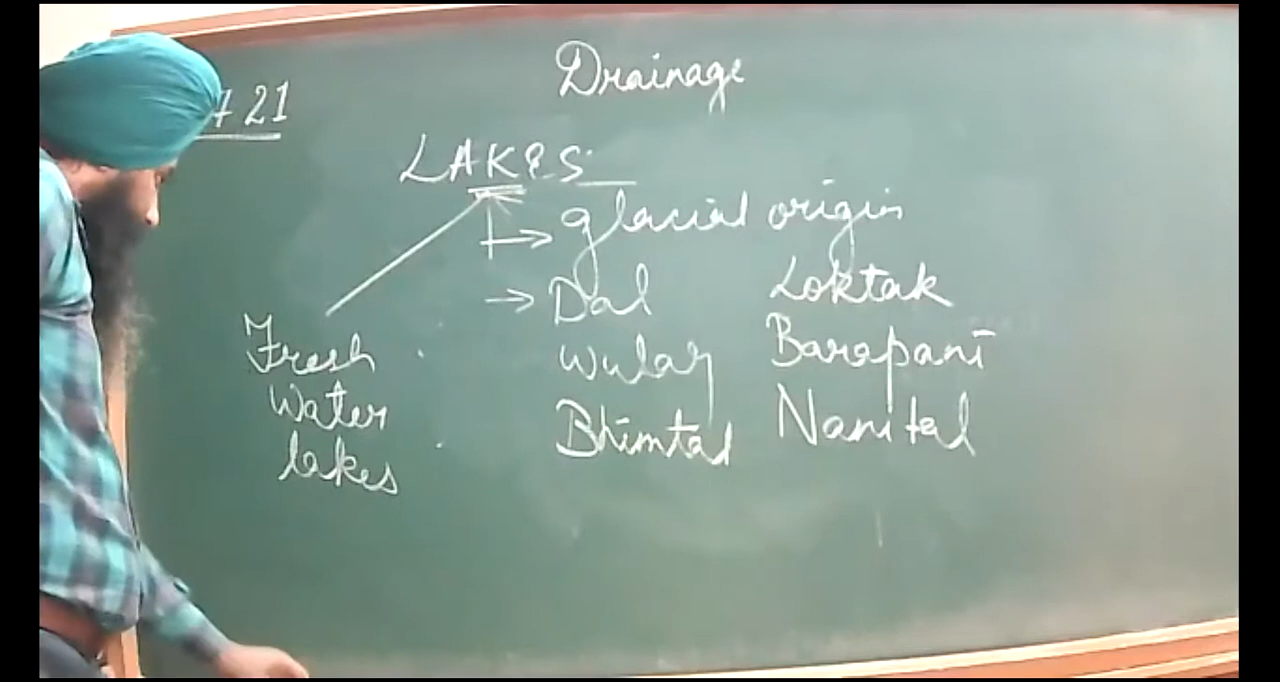 21
Drainage
LAKES:
→ glacial origin
→ Dal Loktak
Wular Barapani
Bhimtal Nanital
Fresh
Water
lakes